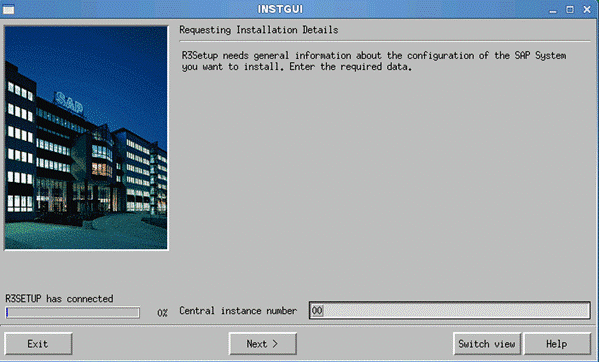 INSTGUI
Requesting Installation Details
R3Setup needs general information about the configuration of the SAP System
you want to install. Enter the required data.
SAP
R3SETUP has connected
0%
Central instance number
00
Exit
Next >
Switch view
Help